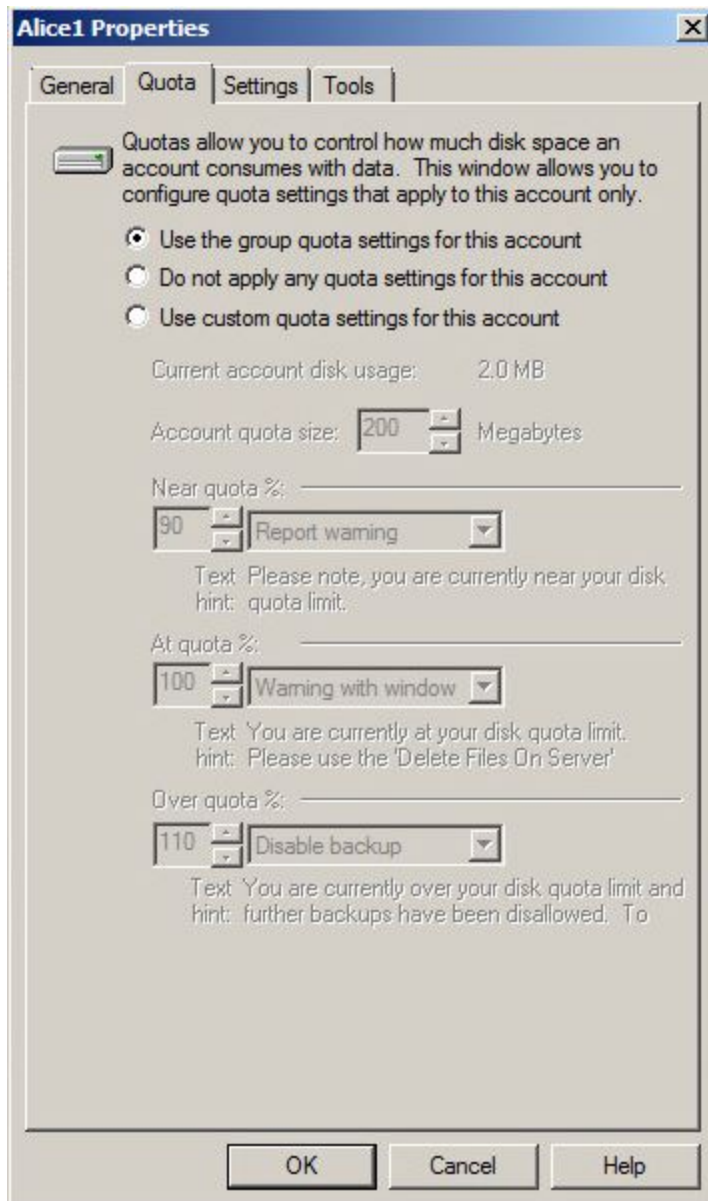 Alice1 Properties
General Quota Settings Tools
Quotas allow you to control how much disk space an
account consumes with data. This window allows you to
configure quota settings that apply to this account only.
Use the group quota settings for this account
Do not apply any quota settings for this account
Use custom quota settings for this account
Current account disk usage: 2.0 MB
Account quota size: 200 Megabytes
Near quota %:
90 Report warning
Text Please note, you are currently near your disk
hint: quota limit.
At quota %:
100 Warning with window
Text You are currently at your disk quota limit.
hint: Please use the 'Delete Files On Server'
Over quota %:
110 Disable backup
Text You are currently over your disk quota limit and
hint: further backups have been disallowed. To
OK Cancel Help